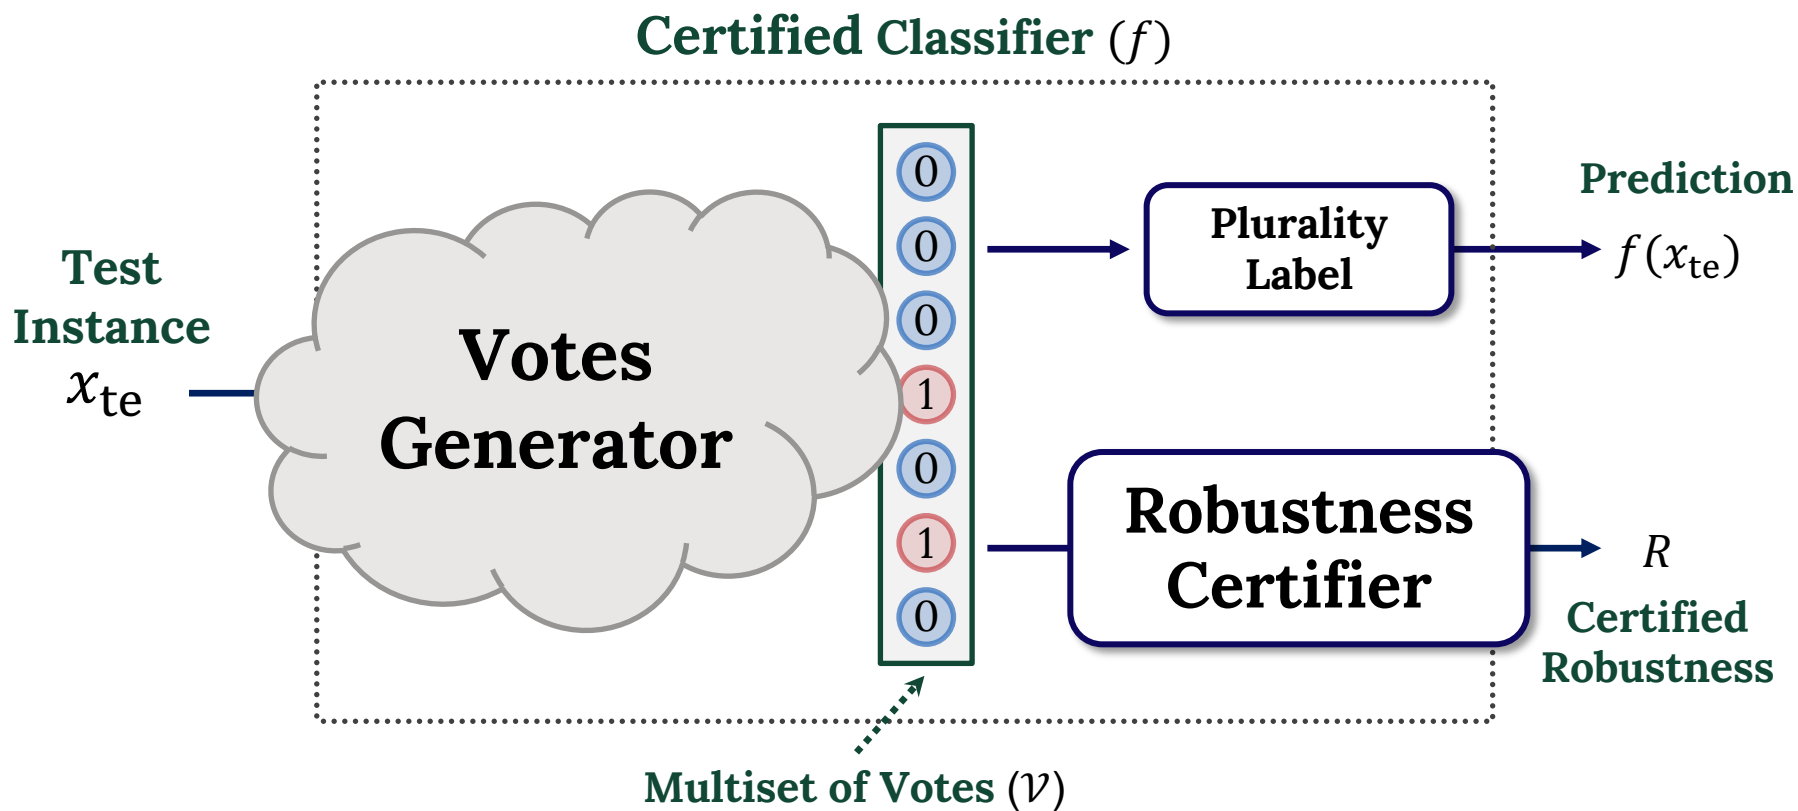 Certified Classifier (f)
Test
Instance
x_te
Votes
Generator
0
0
0
1
0
1
0
Plurality
Label
Prediction
f(x_te)
Robustness
Certifier
R
Certified
Robustness
Multiset of Votes (𝒱)